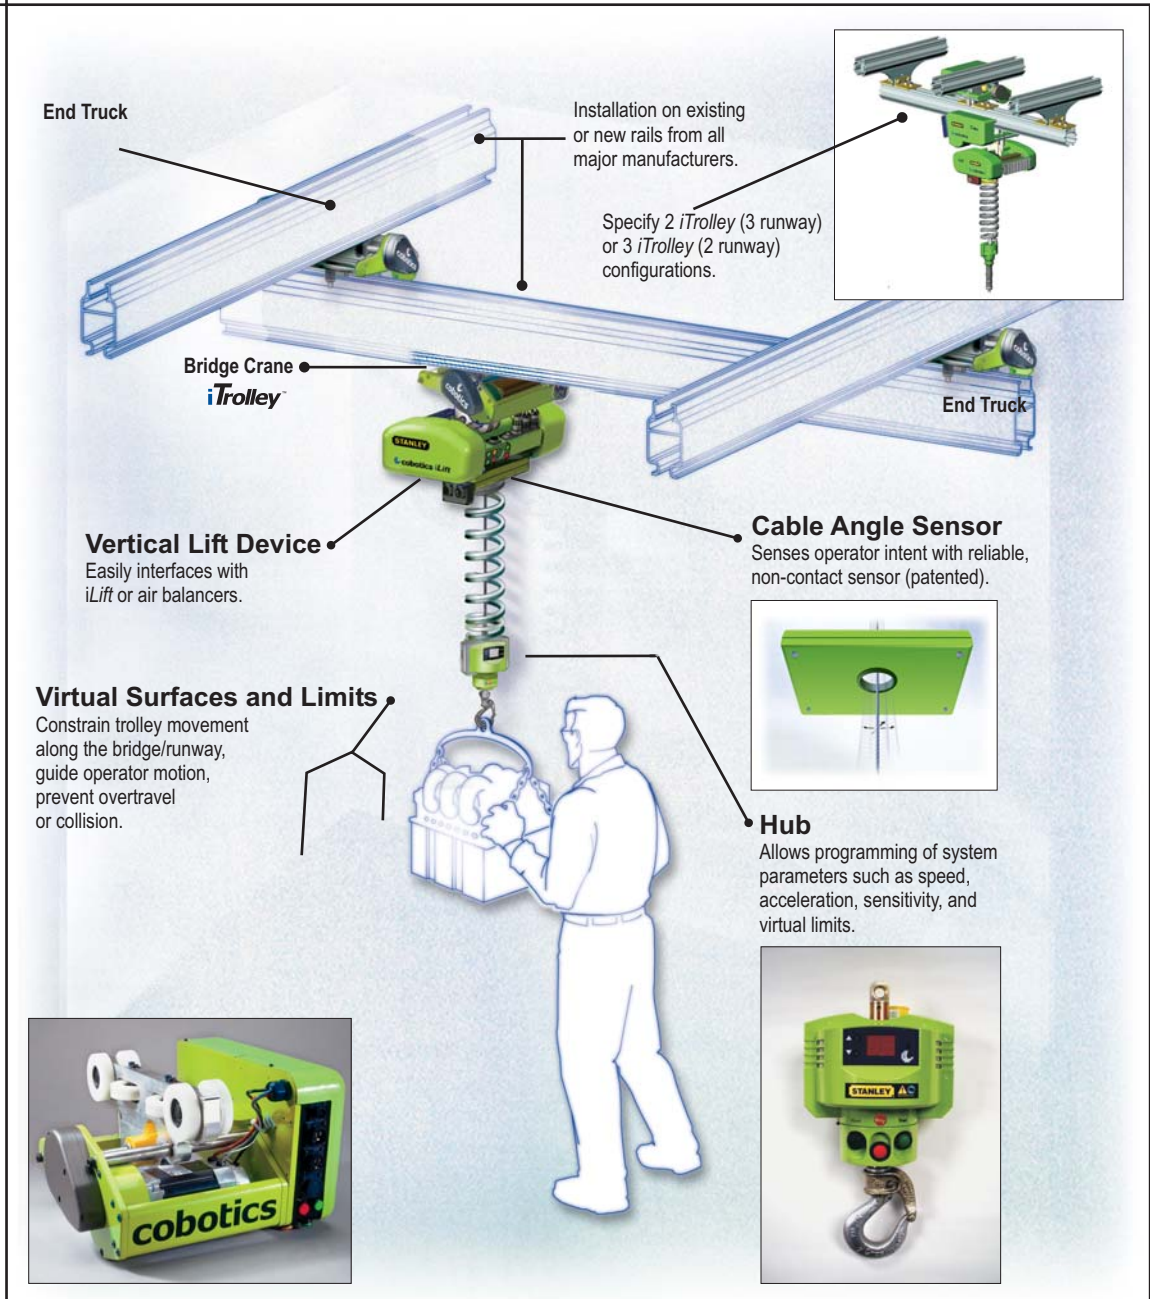 End Truck
Installation on existing
or new rails from all
major manufacturers.
Specify 2 iTrolley (3 runway)
or 3 iTrolley (2 runway)
configurations.
cobotics
Bridge Crane
iTrolley™
cobotics
cobotics
End Truck
STANLEY
cobotics iLift
Vertical Lift Device
Easily interfaces with
iLift or air balancers.
Cable Angle Sensor
Senses operator intent with reliable,
non-contact sensor (patented).
Virtual Surfaces and Limits
Constrain trolley movement
along the bridge/runway,
guide operator motion,
prevent overtravel
or collision.
Hub
Allows programming of system
parameters such as speed,
acceleration, sensitivity, and
virtual limits.
STANLEY
cobotics